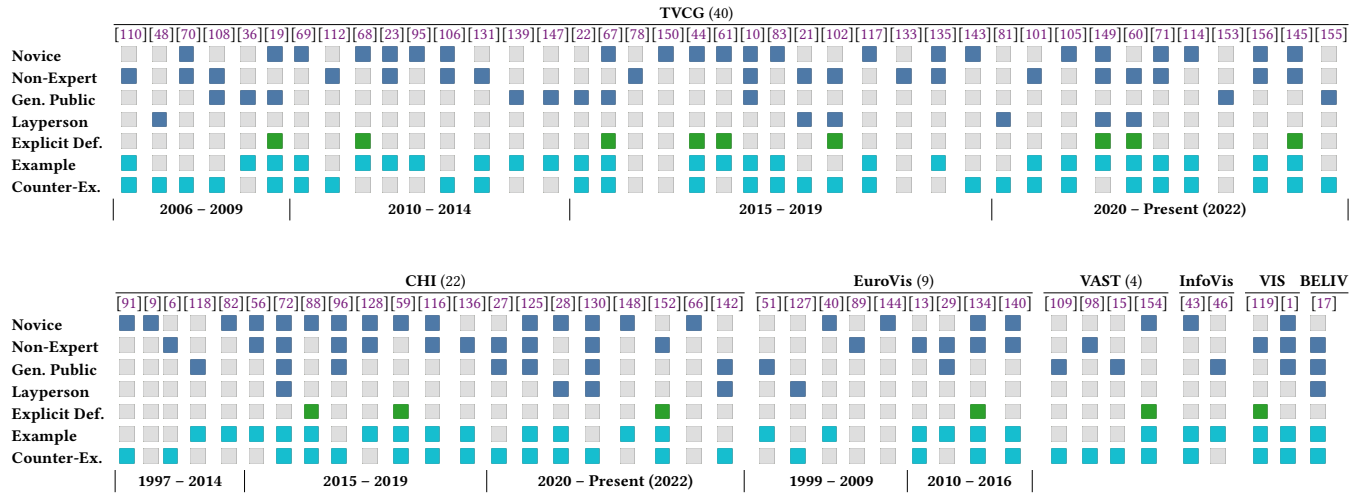 TVCG (40)
[110] [48] [70] [108] [36] [19] [69] [112] [68] [23] [95] [106] [131] [139] [147] [22] [67] [78] [150] [44] [61] [10] [83] [21] [102] [117] [133] [135] [143] [81] [101] [105] [149] [60] [71] [114] [153] [156] [145] [155]
Novice
Non-Expert
Gen. Public
Layperson
Explicit Def.
Example
Counter-Ex.
2006 – 2009 2010 – 2014 2015 – 2019 2020 – Present (2022)
CHI (22) EuroVis (9) VAST (4) InfoVis VIS BELIV
[91] [9] [6] [118] [82] [56] [72] [88] [96] [128] [59] [116] [136] [27] [125] [28] [130] [148] [152] [66] [142] [51] [127] [40] [89] [144] [13] [29] [134] [140] [109] [98] [15] [154] [43] [46] [119] [1] [17]
Novice
Non-Expert
Gen. Public
Layperson
Explicit Def.
Example
Counter-Ex.
1997 – 2014 2015 – 2019 2020 – Present (2022) 1999 – 2009 2010 – 2016